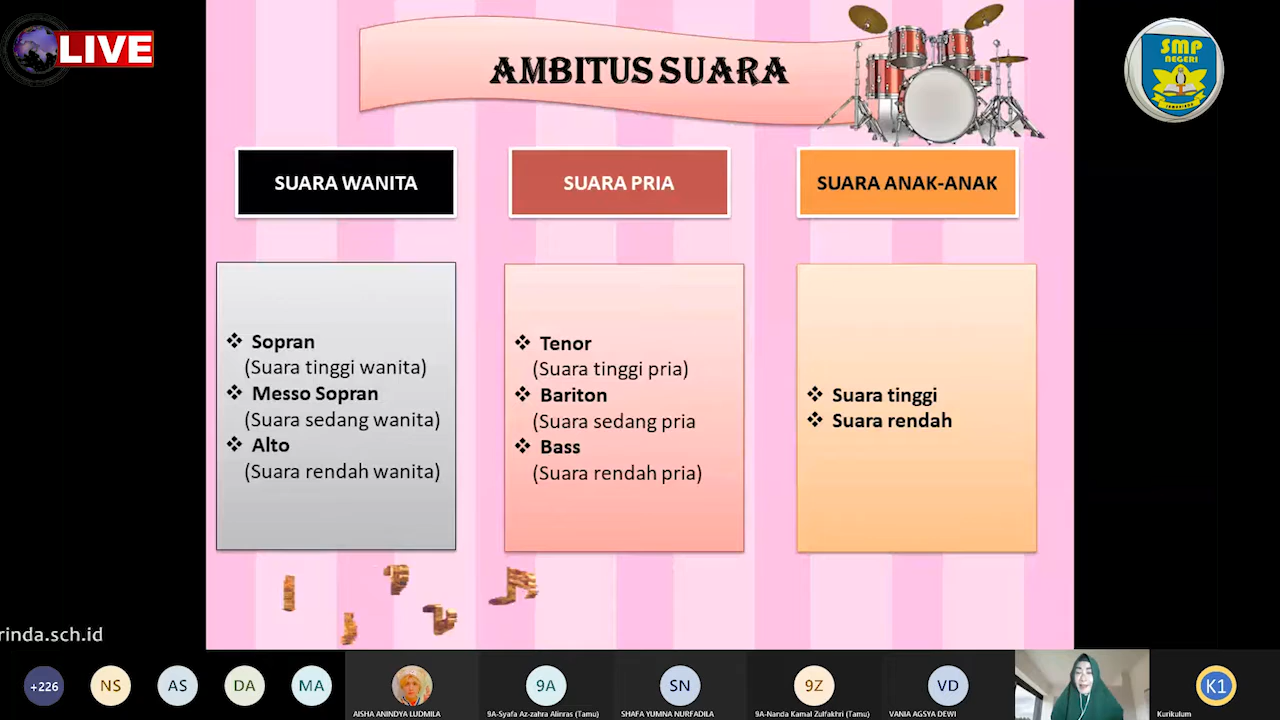 LIVE
AMBITUS SUARA
SMP
NEGERI
SUARA WANITA
SUARA PRIA
SUARA ANAK-ANAK
❖ Sopran
(Suara tinggi wanita)
❖ Messo Sopran
(Suara sedang wanita)
❖ Alto
(Suara rendah wanita)
❖ Tenor
(Suara tinggi pria)
❖ Bariton
(Suara sedang pria
❖ Bass
(Suara rendah pria)
❖ Suara tinggi
❖ Suara rendah
rinda.sch.id
+226
NS
AS
DA
MA
AISHA ANINDYA LUDMILA
9A
9A-Syafa Az-zahra Alinras (Tamu)
SN
SHAFA YUMNA NURFADILA
9Z
9A-Nanda Kamal Zulfakhri (Tamu)
VD
VANIA AGSYA DEWI
K1
Kurikulum